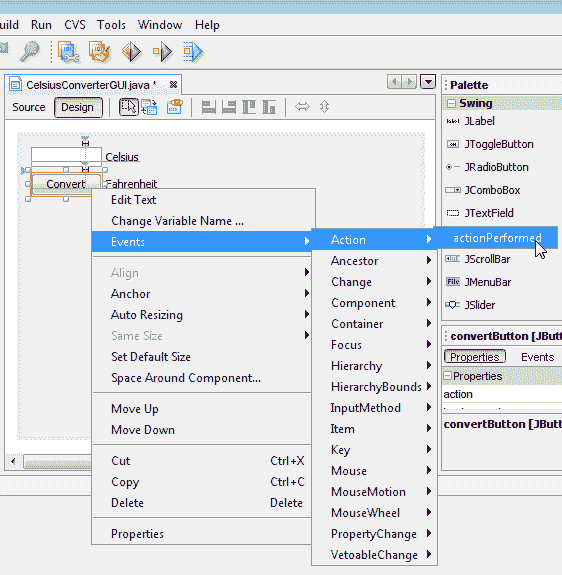 uild Run CVS Tools Window Help
CelsiusConverterGUI.java *
Source Design
Celsius
Convert
Fahrenheit
Edit Text
Change Variable Name ...
Events
Align
Anchor
Auto Resizing
Same Size
Set Default Size
Space Around Component...
Move Up
Move Down
Cut Ctrl+X
Copy Ctrl+C
Delete Delete
Properties
Action
Ancestor
Change
Component
Container
Focus
Hierarchy
HierarchyBounds
InputMethod
Item
Key
Mouse
MouseMotion
MouseWheel
PropertyChange
VetoableChange
actionPerformed
Palette
Swing
JLabel
JToggleButton
JRadioButton
JComboBox
JTextField
JScrollBar
JMenuBar
File
JSlider
convertButton [JButt
Properties Events
Properties
action
convertButton [JButt